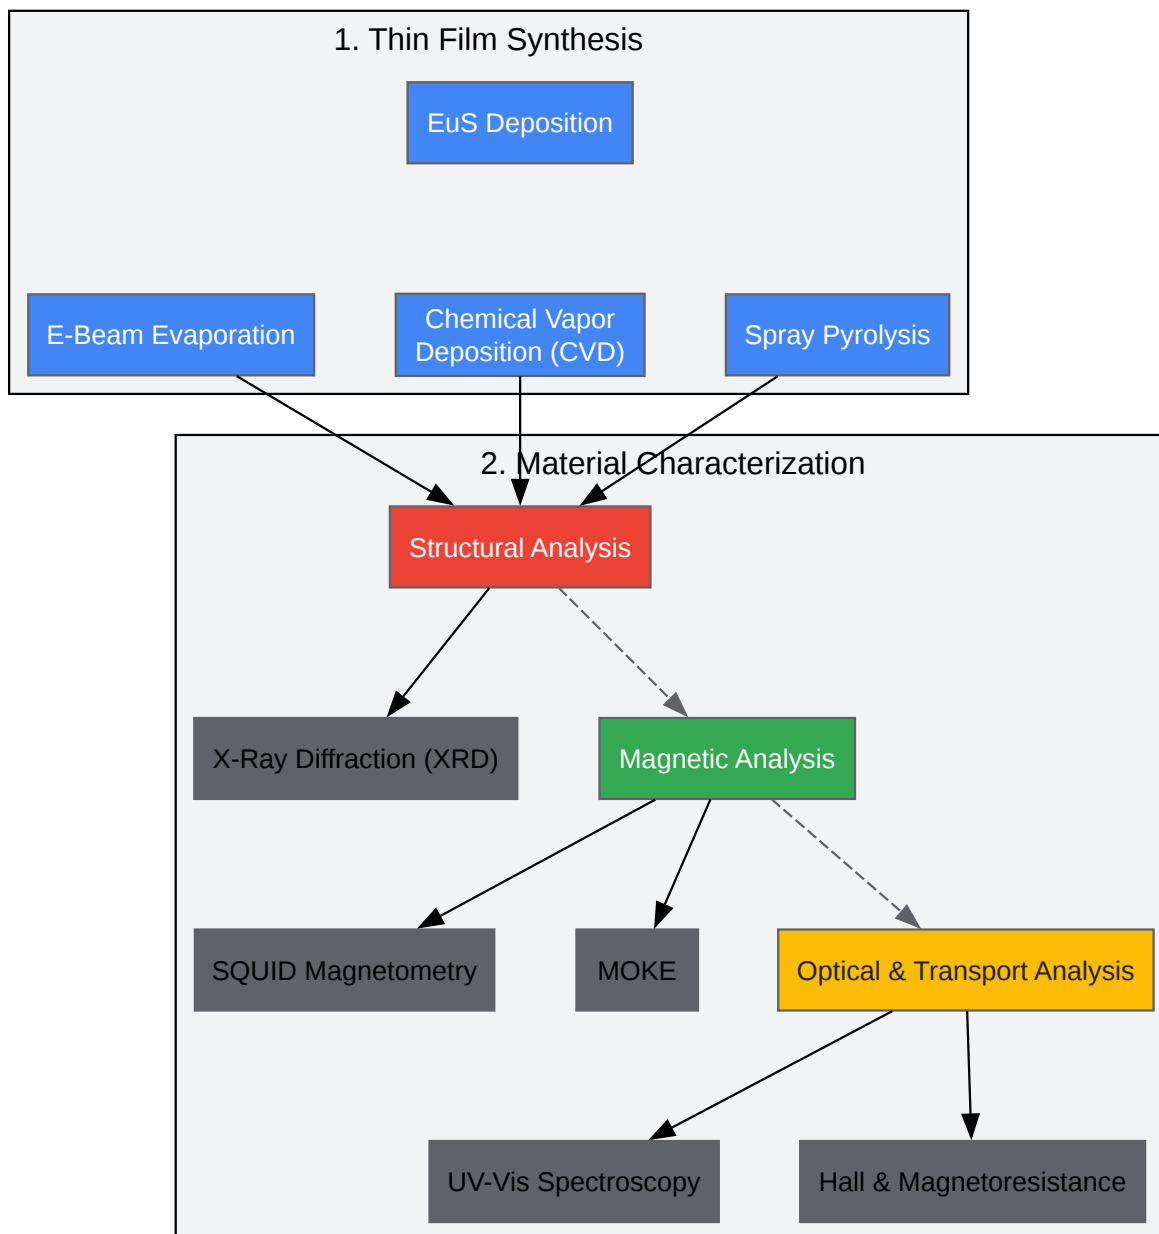 1. Thin Film Synthesis
EuS Deposition
E-Beam Evaporation
Chemical Vapor
Deposition (CVD)
Spray Pyrolysis
2. Material Characterization
Structural Analysis
X-Ray Diffraction (XRD)
Magnetic Analysis
SQUID Magnetometry
MOKE
Optical & Transport Analysis
UV-Vis Spectroscopy
Hall & Magnetoresistance